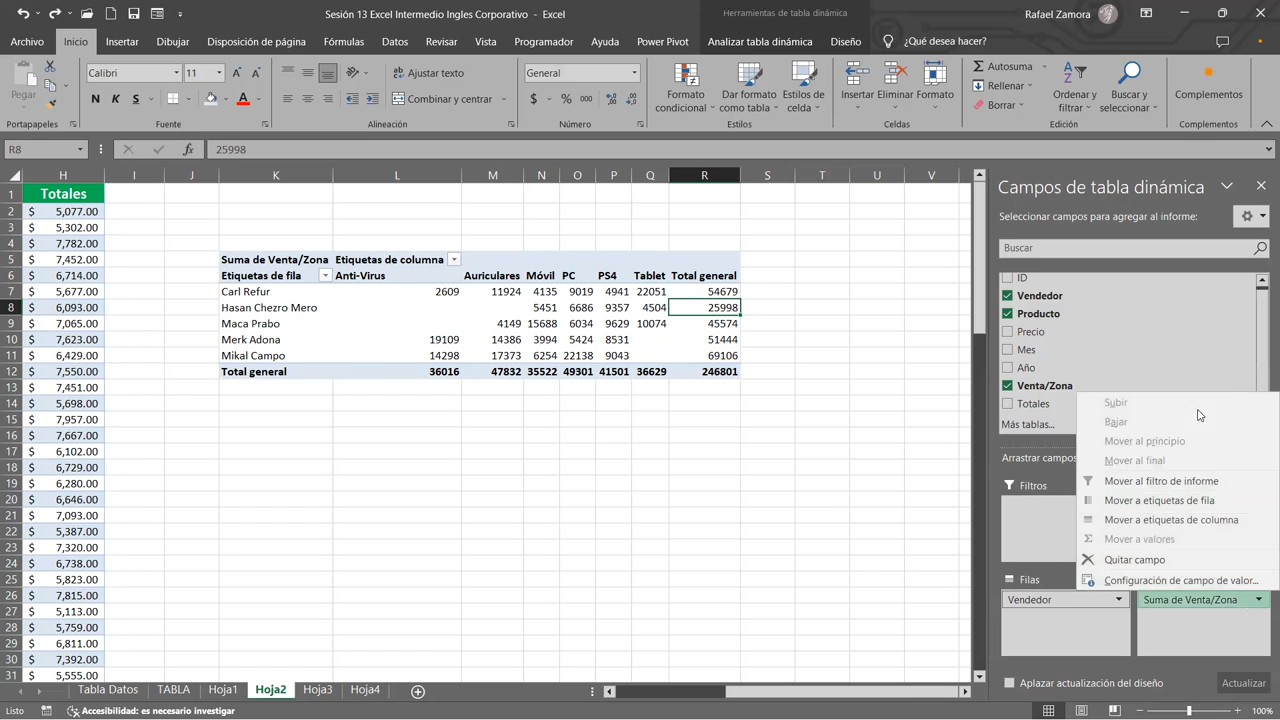 Sesión 13 Excel Intermedio Ingles Corporativo - Excel
Herramientas de tabla dinámica
Rafael Zamora
Archivo Inicio Insertar Dibujar Disposición de página Fórmulas Datos Revisar Vista Programador Ayuda Power Pivot Analizar tabla dinámica Diseño ¿Qué desea hacer?
Pegar
Calibri 11
N K S
Ajustar texto
Combinar y centrar
General
$ % 000
Formato condicional
Dar formato como tabla
Estilos de celda
Insertar Eliminar Formato
Autosuma
Rellenar
Borrar
Ordenar y filtrar
Buscar y seleccionar
Complementos
Portapapeles Fuente Alineación Número Estilos Celdas Edición Complementos
R8 fx 25998
H I J K L M N O P Q R S T U V
1 Totales
2 $ 5,077.00
3 $ 5,302.00
4 $ 7,782.00
5 $ 7,452.00 Suma de Venta/Zona Etiquetas de columna
6 $ 6,714.00 Etiquetas de fila Anti-Virus Auriculares Móvil PC PS4 Tablet Total general
7 $ 5,677.00 Carl Refur 2609 11924 4135 9019 4941 22051 54679
8 $ 6,093.00 Hasan Chezro Mero 5451 6686 9357 4504 25998
9 $ 7,065.00 Maca Prabo 4149 15688 6034 9629 10074 45574
10 $ 7,623.00 Merk Adona 19109 14386 3994 5424 8531 51444
11 $ 6,429.00 Mikal Campo 14298 17373 6254 22138 9043 69106
12 $ 7,550.00 Total general 36016 47832 35522 49301 41501 36629 246801
13 $ 7,451.00
14 $ 5,698.00
15 $ 7,957.00
16 $ 7,667.00
17 $ 6,102.00
18 $ 6,729.00
19 $ 6,280.00
20 $ 6,646.00
21 $ 7,093.00
22 $ 5,387.00
23 $ 7,320.00
24 $ 6,738.00
25 $ 5,823.00
26 $ 7,815.00
27 $ 5,113.00
28 $ 5,759.00
29 $ 6,811.00
30 $ 7,392.00
31 $ 5,555.00
Campos de tabla dinámica
Seleccionar campos para agregar al informe:
Buscar
ID
Vendedor
Producto
Precio
Mes
Año
Venta/Zona
Totales
Más tablas...
Arrastrar campos
Filtros
Filas
Vendedor
Suma de Venta/Zona
Subir
Bajar
Mover al principio
Mover al final
Mover al filtro de informe
Mover a etiquetas de fila
Mover a etiquetas de columna
Mover a valores
Quitar campo
Configuración de campo de valor...
Aplazar actualización del diseño
Actualizar
Tabla Datos TABLA Hoja1 Hoja2 Hoja3 Hoja4
Listo Accesibilidad: es necesario investigar 100%